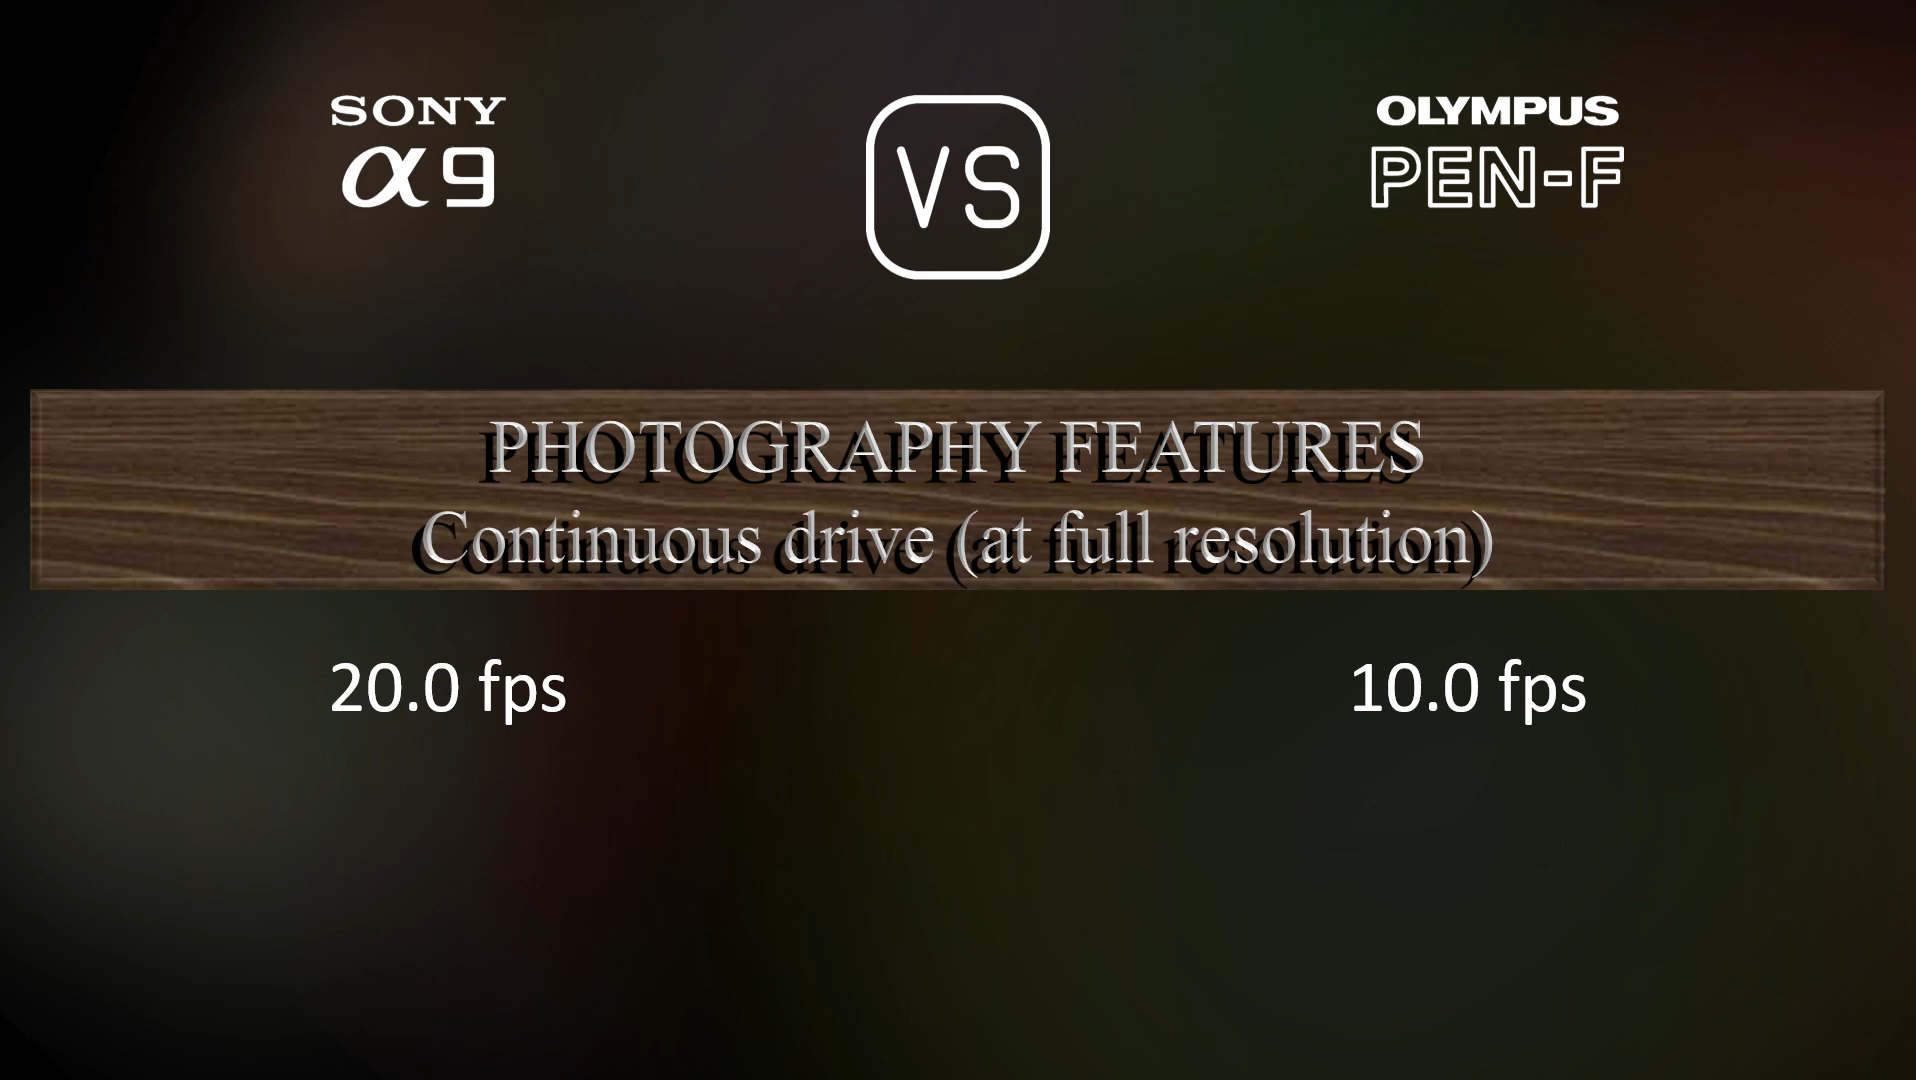 SONY
α9
VS
OLYMPUS
PEN-F
PHOTOGRAPHY FEATURES
Continuous drive (at full resolution)
20.0 fps
10.0 fps